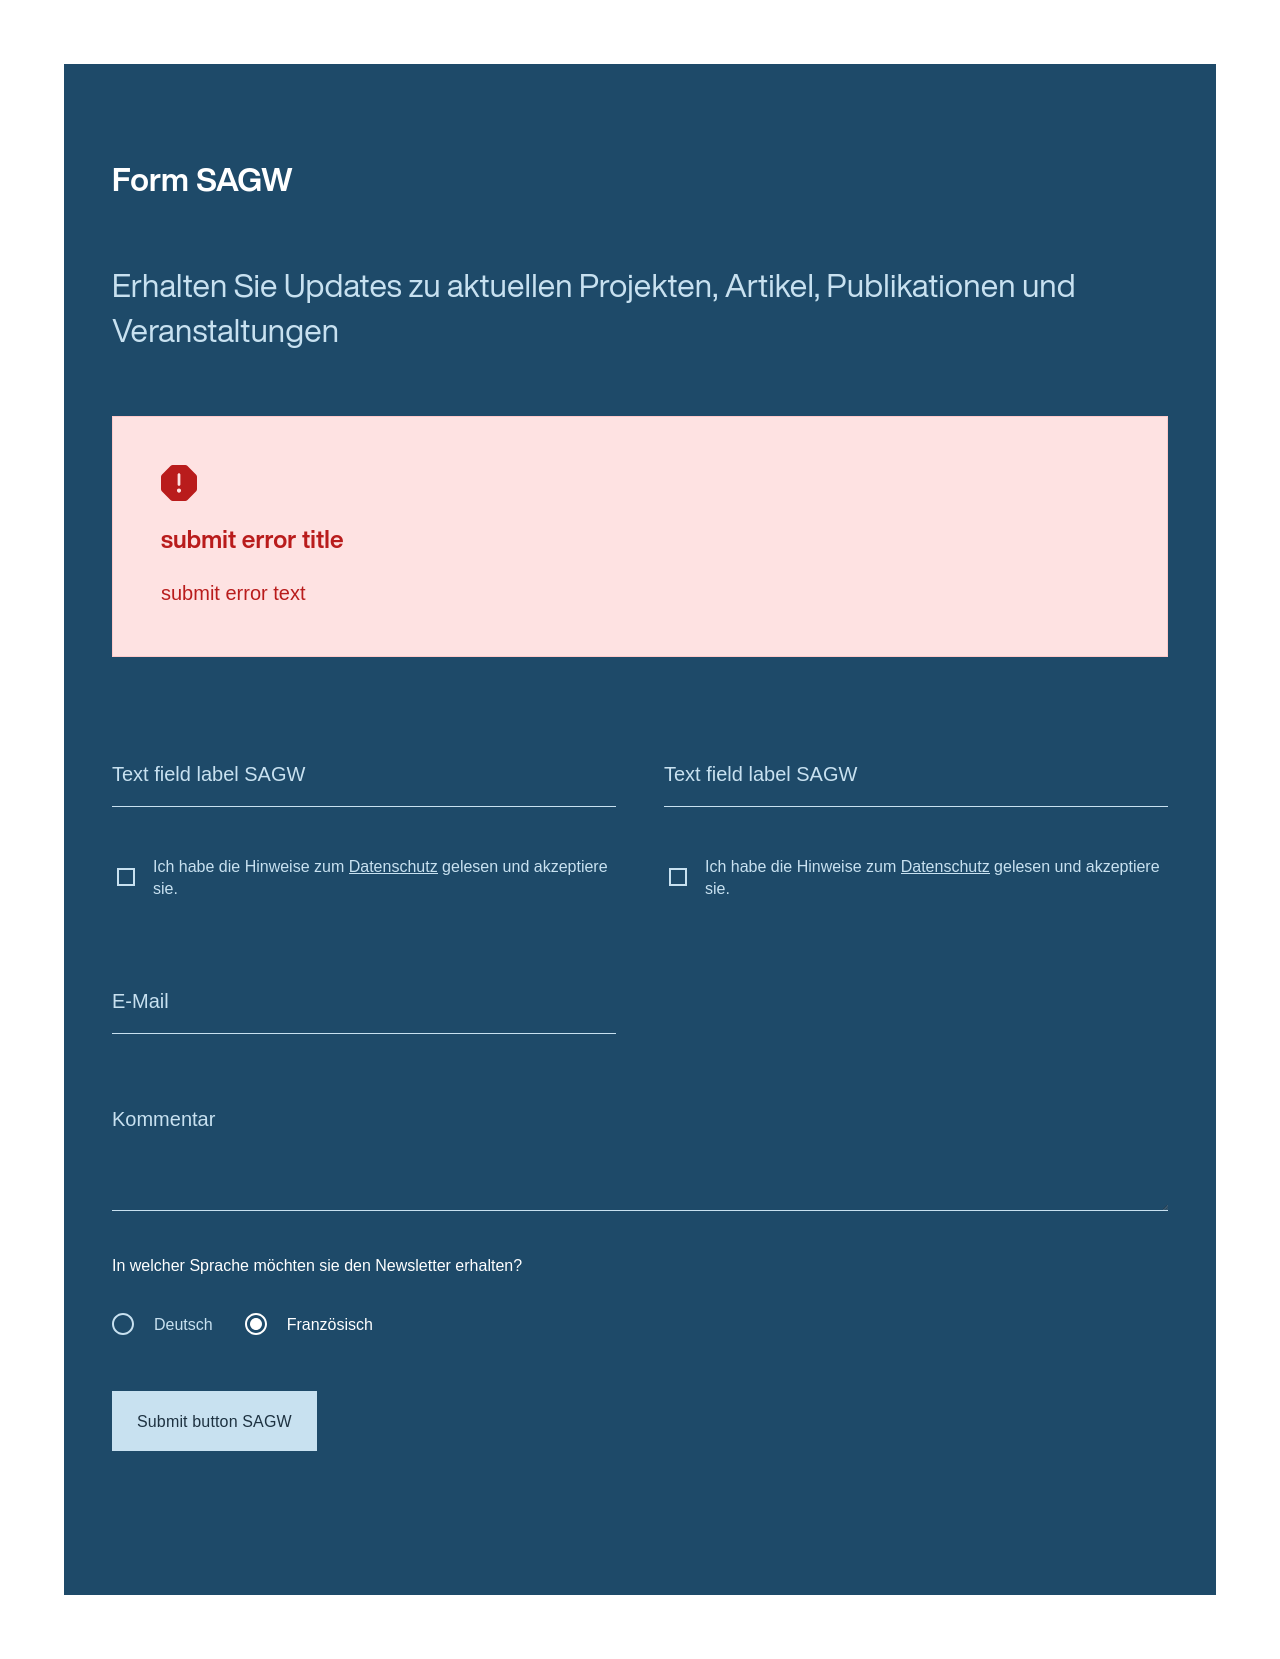 Form SAGW
Erhalten Sie Updates zu aktuellen Projekten, Artikel, Publikationen und
Veranstaltungen
submit error title
submit error text
Text field label SAGW
Text field label SAGW
Ich habe die Hinweise zum Datenschutz gelesen und akzeptiere
sie.
Ich habe die Hinweise zum Datenschutz gelesen und akzeptiere
sie.
E-Mail
Kommentar
In welcher Sprache möchten sie den Newsletter erhalten?
Deutsch
Französisch
Submit button SAGW